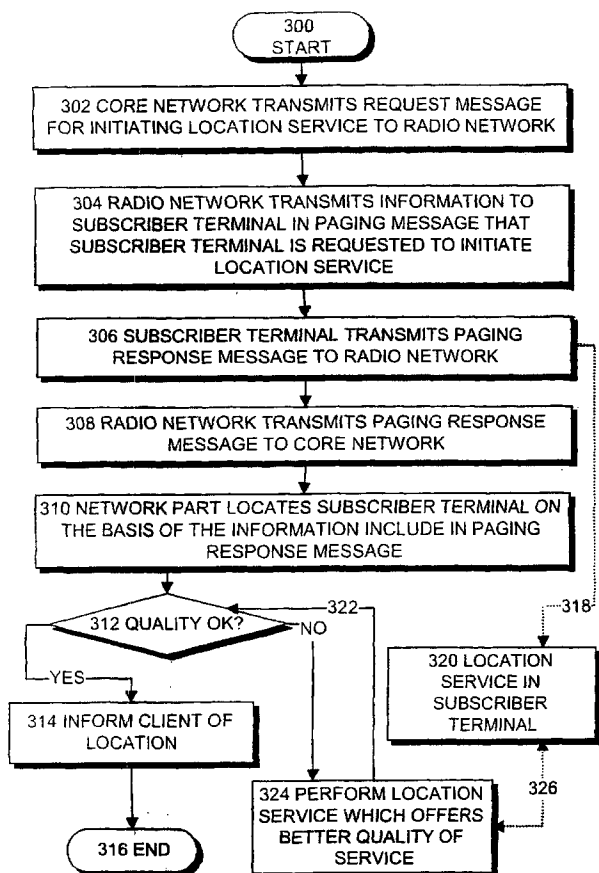 300
START
302 CORE NETWORK TRANSMITS REQUEST MESSAGE
FOR INITIATING LOCATION SERVICE TO RADIO NETWORK
304 RADIO NETWORK TRANSMITS INFORMATION TO
SUBSCRIBER TERMINAL IN PAGING MESSAGE THAT
SUBSCRIBER TERMINAL IS REQUESTED TO INITIATE
LOCATION SERVICE
306 SUBSCRIBER TERMINAL TRANSMITS PAGING
RESPONSE MESSAGE TO RADIO NETWORK
308 RADIO NETWORK TRANSMITS PAGING RESPONSE
MESSAGE TO CORE NETWORK
310 NETWORK PART LOCATES SUBSCRIBER TERMINAL ON
THE BASIS OF THE INFORMATION INCLUDE IN PAGING
RESPONSE MESSAGE
312 QUALITY OK?
322
NO
318
YES
320 LOCATION
SERVICE IN
SUBSCRIBER
TERMINAL
314 INFORM CLIENT OF
LOCATION
326
324 PERFORM LOCATION
SERVICE WHICH OFFERS
BETTER QUALITY OF
SERVICE
316 END